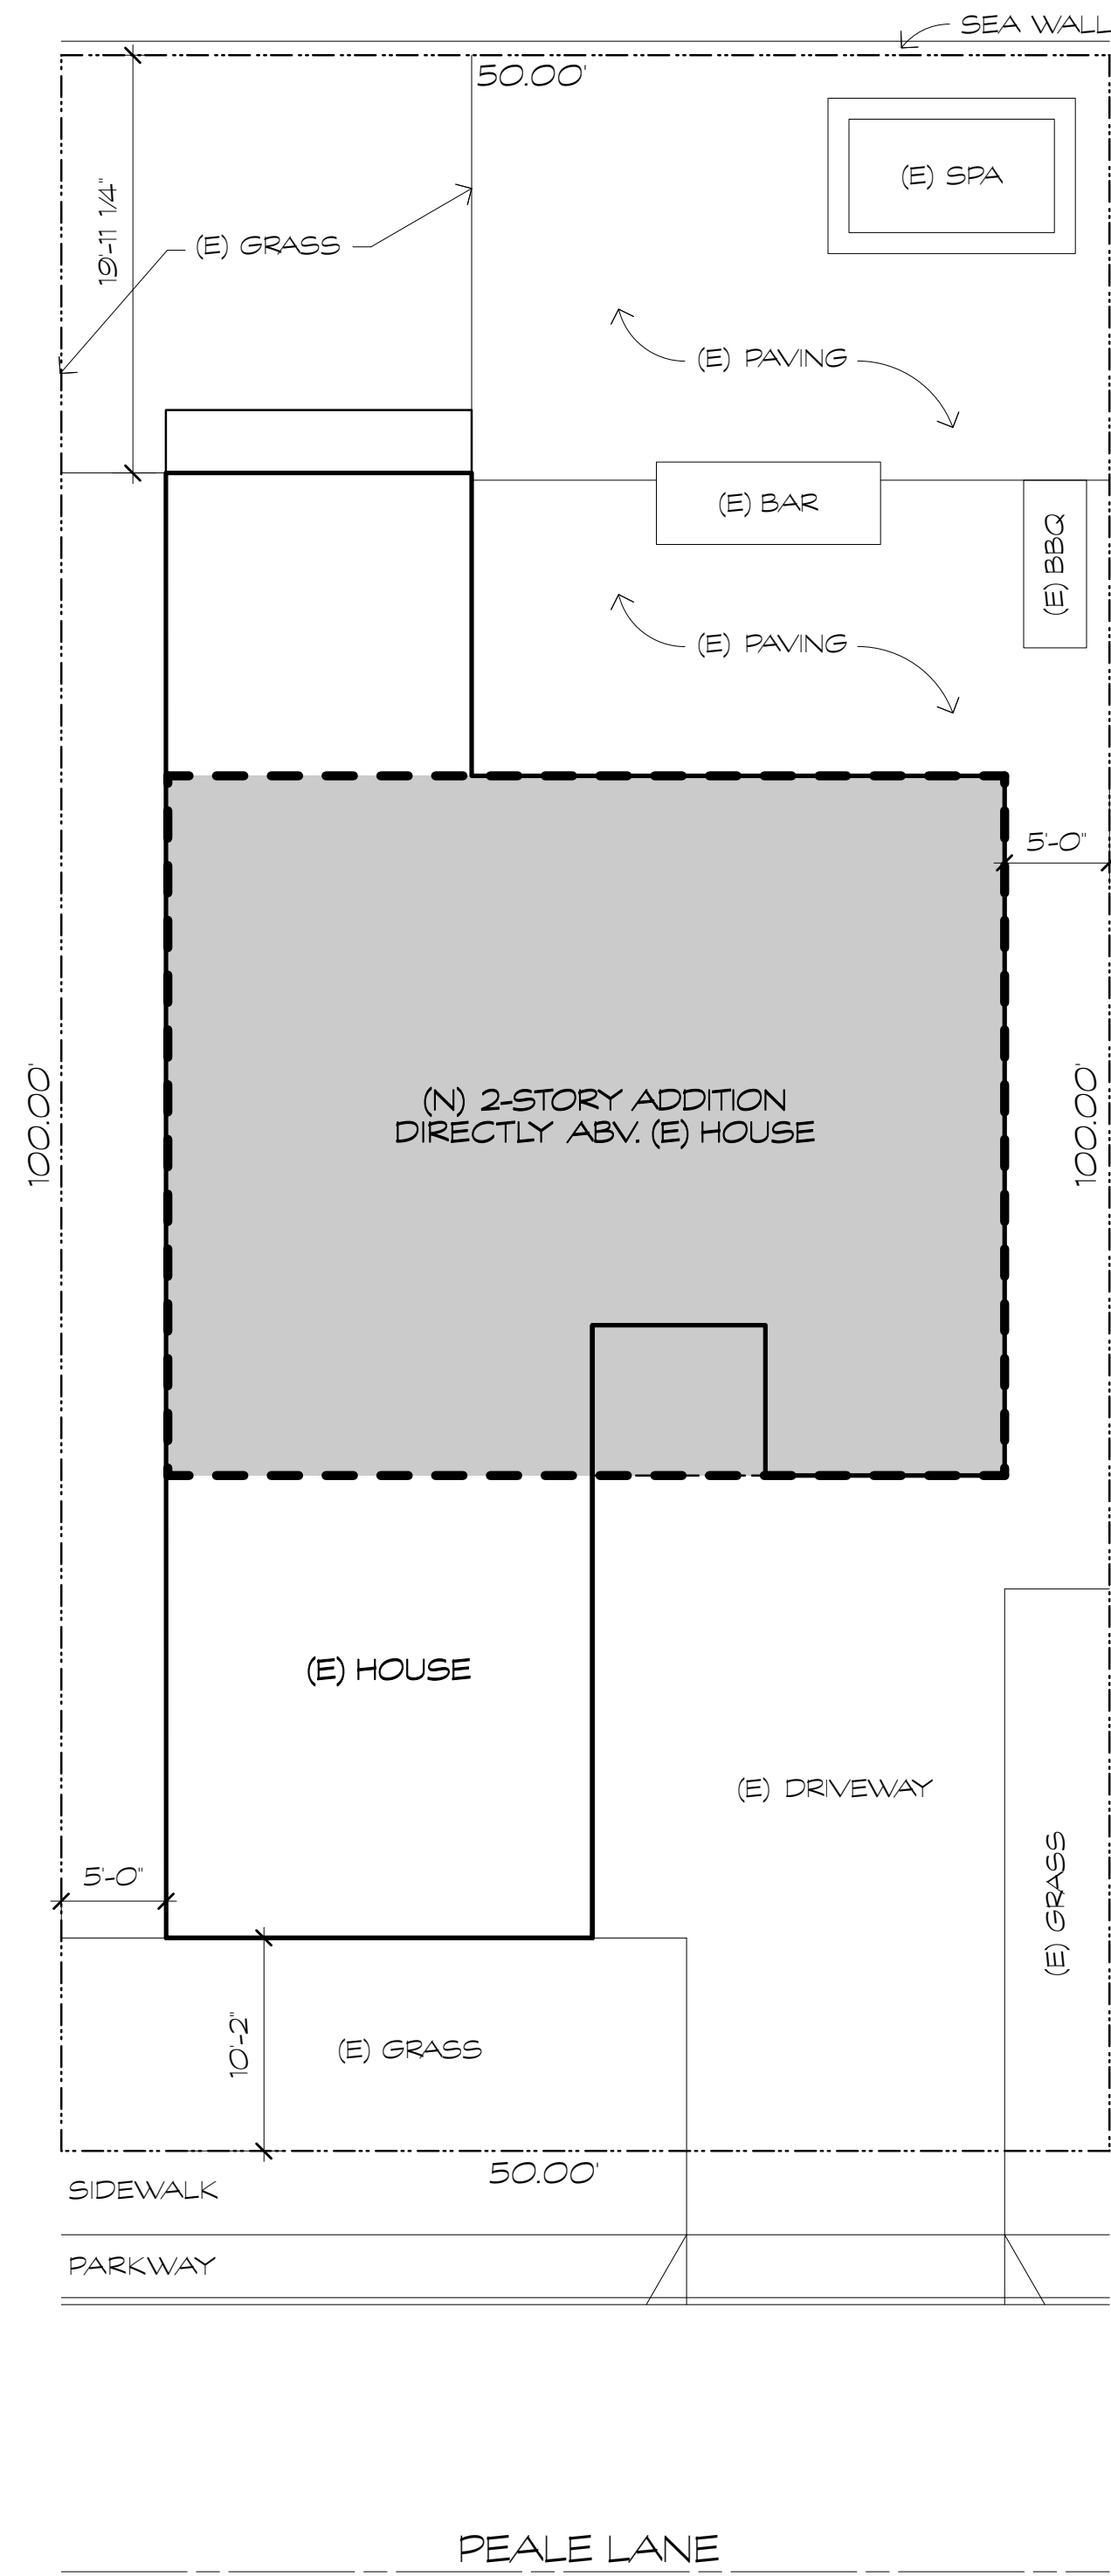 SEA WALL
50.00'
(E) SPA
19'-11 1/4"
(E) GRASS
(E) PAVING
(E) BAR
(E) BBQ
(E) PAVING
5'-0"
100.00'
100.00'
(N) 2-STORY ADDITION
DIRECTLY ABV. (E) HOUSE
(E) HOUSE
(E) DRIVEWAY
(E) GRASS
5'-0"
10'-2"
(E) GRASS
50.00'
SIDEWALK
PARKWAY
PEALE LANE